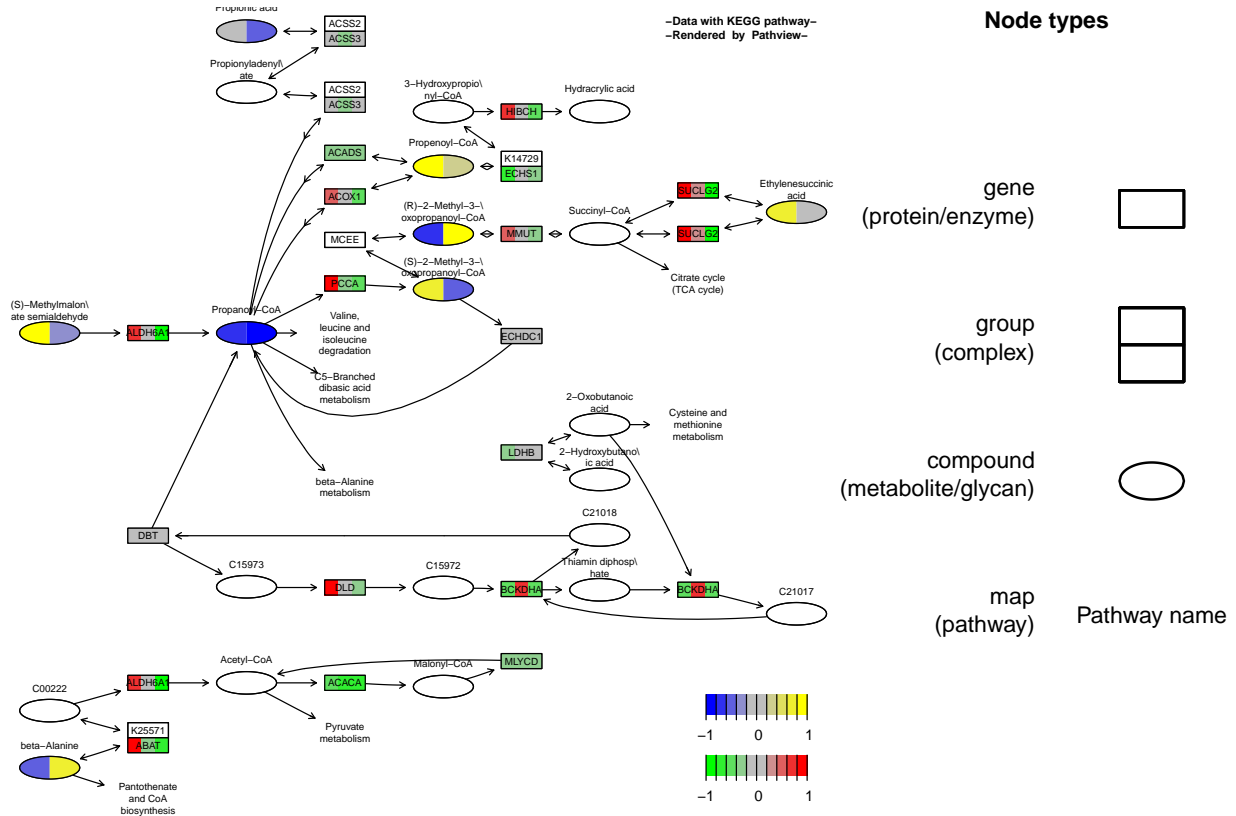 Propionic acid
ACSS2
ACSS3
−Data with KEGG pathway−
−Rendered by Pathview−
Node types
Propionyladenyl\
ate
ACSS2
ACSS3
3−Hydroxypropio\
nyl−CoA
HIBCH
Hydracrylic acid
ACADS
Propenoyl−CoA
K14729
ECHS1
ACOX1
SUCLG2
Ethylenesuccinic
acid
gene
(protein/enzyme)
(R)−2−Methyl−3−\
oxopropanoyl−CoA
Succinyl−CoA
MCEE
MMUT
SUCLG2
(S)−2−Methyl−3−\
oxopropanoyl−CoA
Citrate cycle
(TCA cycle)
PCCA
(S)−Methylmalon\
ate semialdehyde
ALDH6A1
Propanoyl−CoA
Valine,
leucine and
isoleucine
degradation
ECHDC1
group
(complex)
C5−Branched
dibasic acid
metabolism
2−Oxobutanoic
acid
Cysteine and
methionine
metabolism
LDHB
2−Hydroxybutano\
ic acid
beta−Alanine
metabolism
compound
(metabolite/glycan)
DBT
C21018
C15973
DLD
C15972
BCKDHA
Thiamin diphosp\
hate
BCKDHA
C21017
map
(pathway)
Pathway name
Acetyl−CoA
MLYCD
Malonyl−CoA
C00222
ALDH6A1
ACACA
K25571
ABAT
Pyruvate
metabolism
beta−Alanine
Pantothenate
and CoA
biosynthesis
−1 0 1
−1 0 1